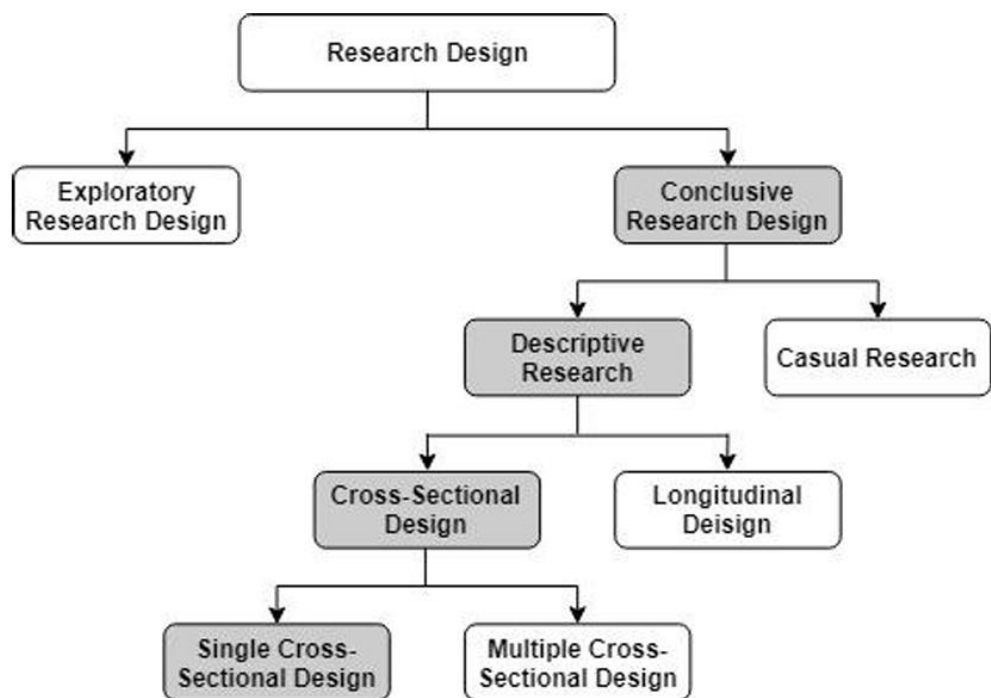 Research Design
Exploratory
Research Design
Conclusive
Research Design
Descriptive
Research
Casual Research
Cross-Sectional
Design
Longitudinal
Deisign
Single Cross-
Sectional Design
Multiple Cross-
Sectional Design